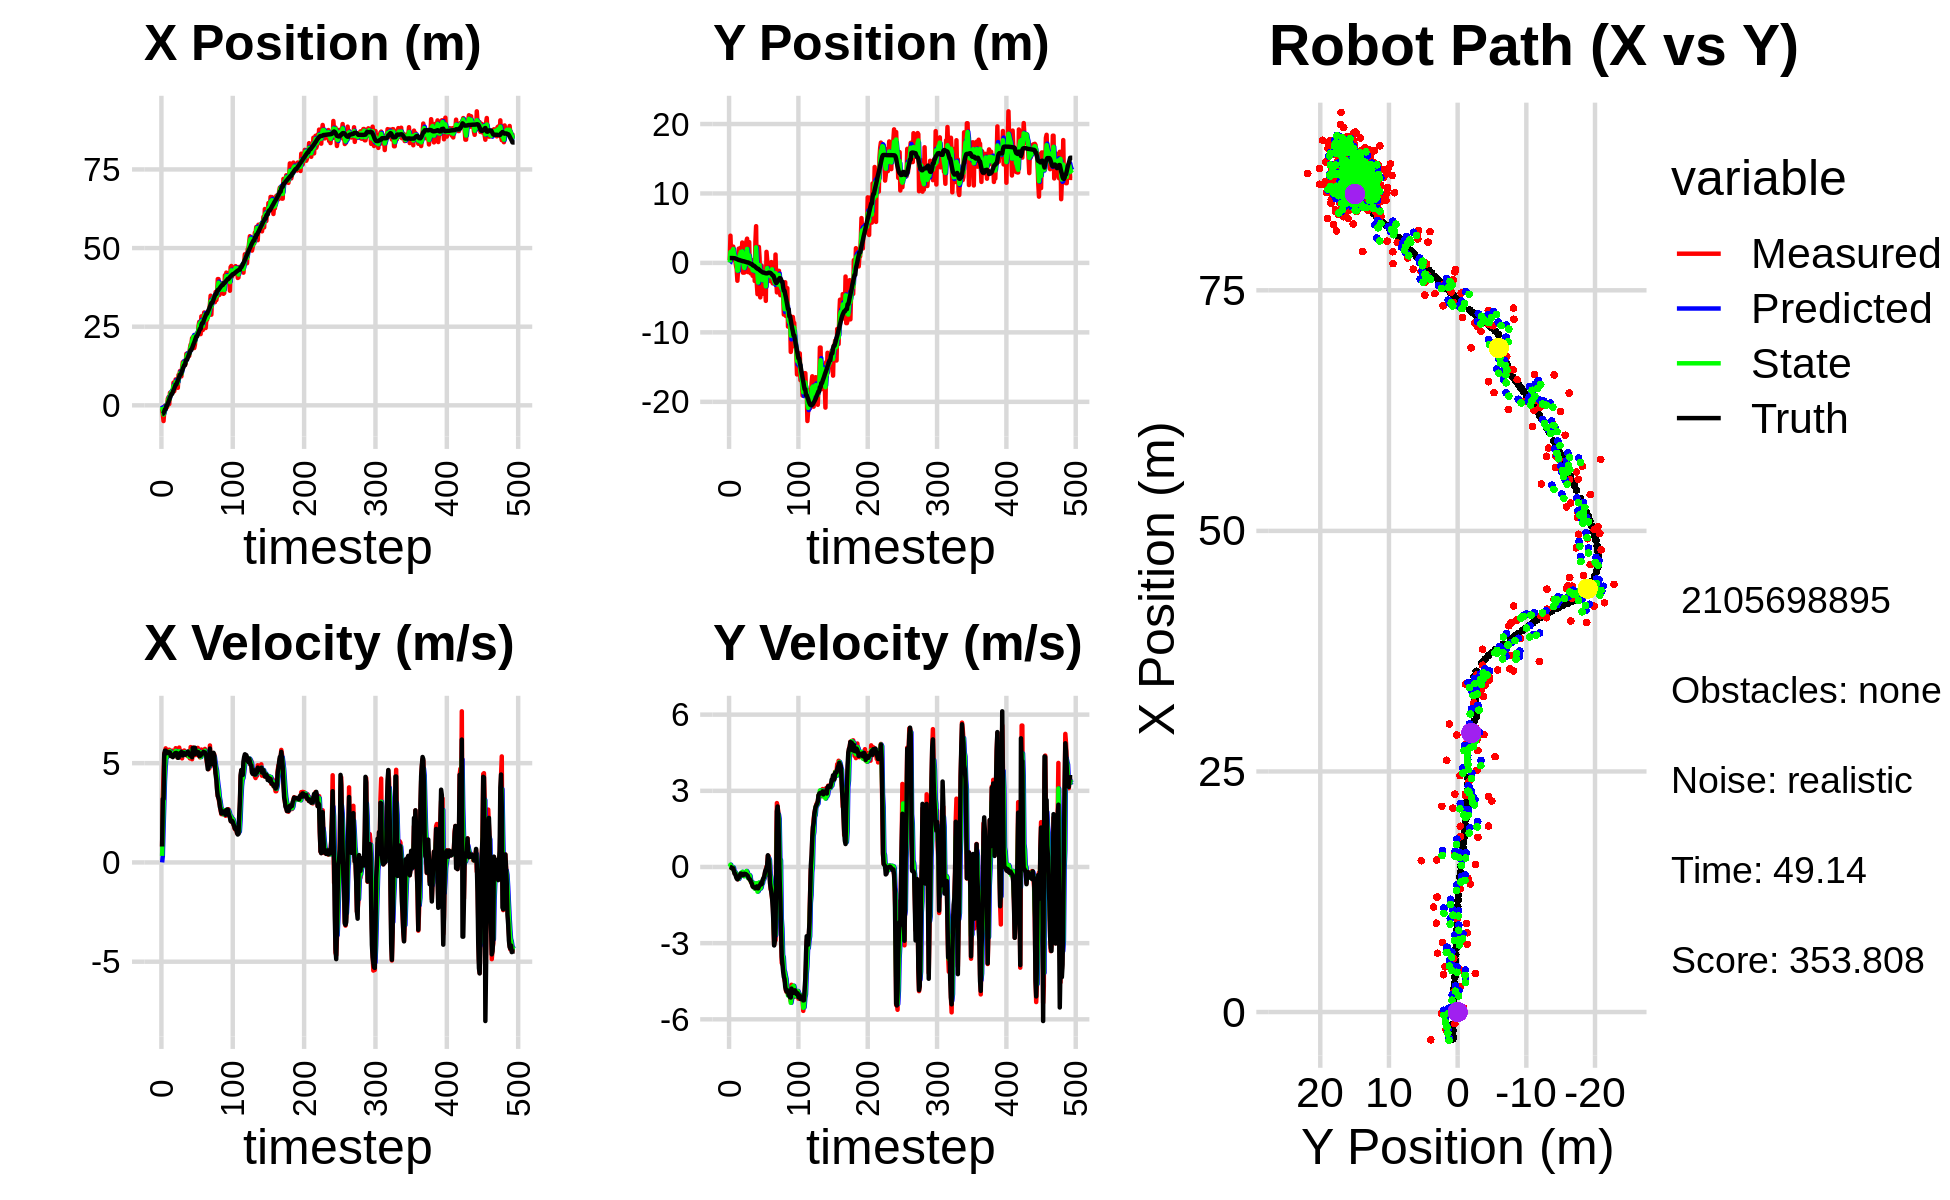 X Position (m)
75
50
25
0
0
100
200
300
400
500
timestep
Y Position (m)
20
10
0
-10
-20
0
100
200
300
400
500
timestep
X Velocity (m/s)
5
0
-5
0
100
200
300
400
500
timestep
Y Velocity (m/s)
6
3
0
-3
-6
0
100
200
300
400
500
timestep
Robot Path (X vs Y)
X Position (m)
75
50
25
0
20 10 0 -10 -20
Y Position (m)
variable
Measured
Predicted
State
Truth
2105698895
Obstacles: none
Noise: realistic
Time: 49.14
Score: 353.808